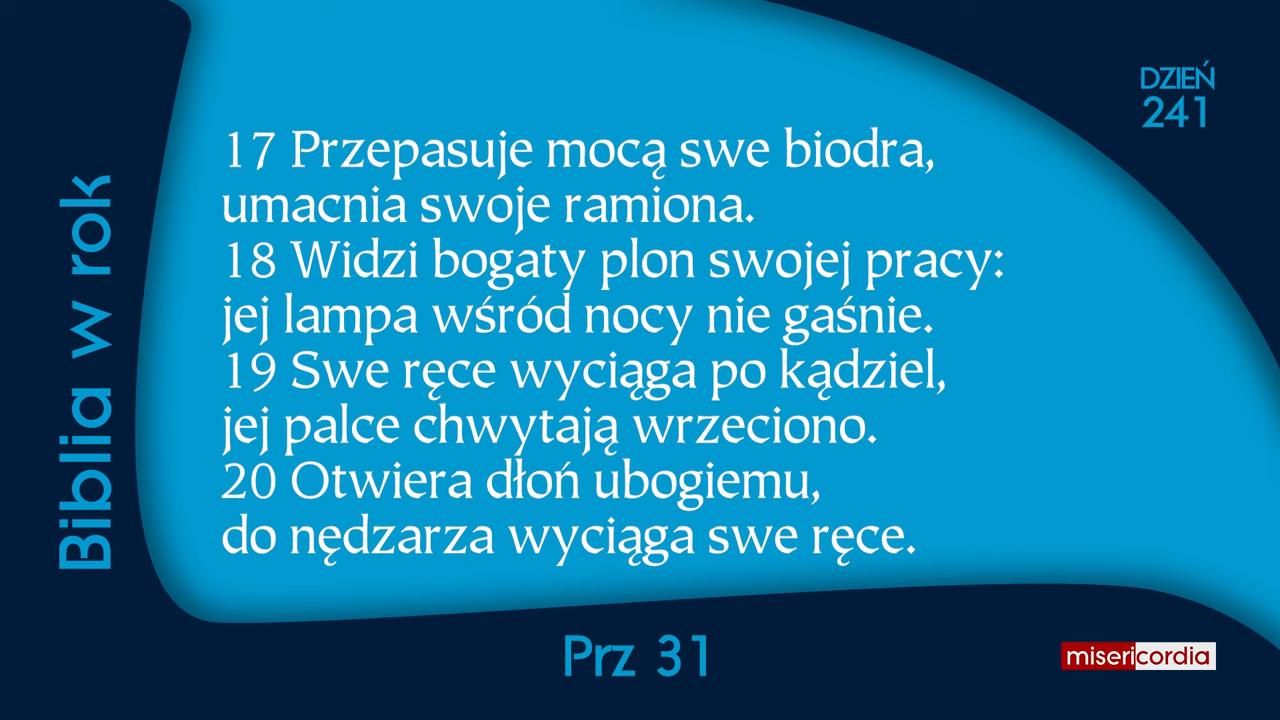 DZIEŃ
241
Biblia w rok
17 Przepasuje mocą swe biodra,
umacnia swoje ramiona.
18 Widzi bogaty plon swojej pracy:
jej lampa wśród nocy nie gaśnie.
19 Swe ręce wyciąga po kądziel,
jej palce chwytają wrzeciono.
20 Otwiera dłoń ubogiemu,
do nędzarza wyciąga swe ręce.
Prz 31
misericordia